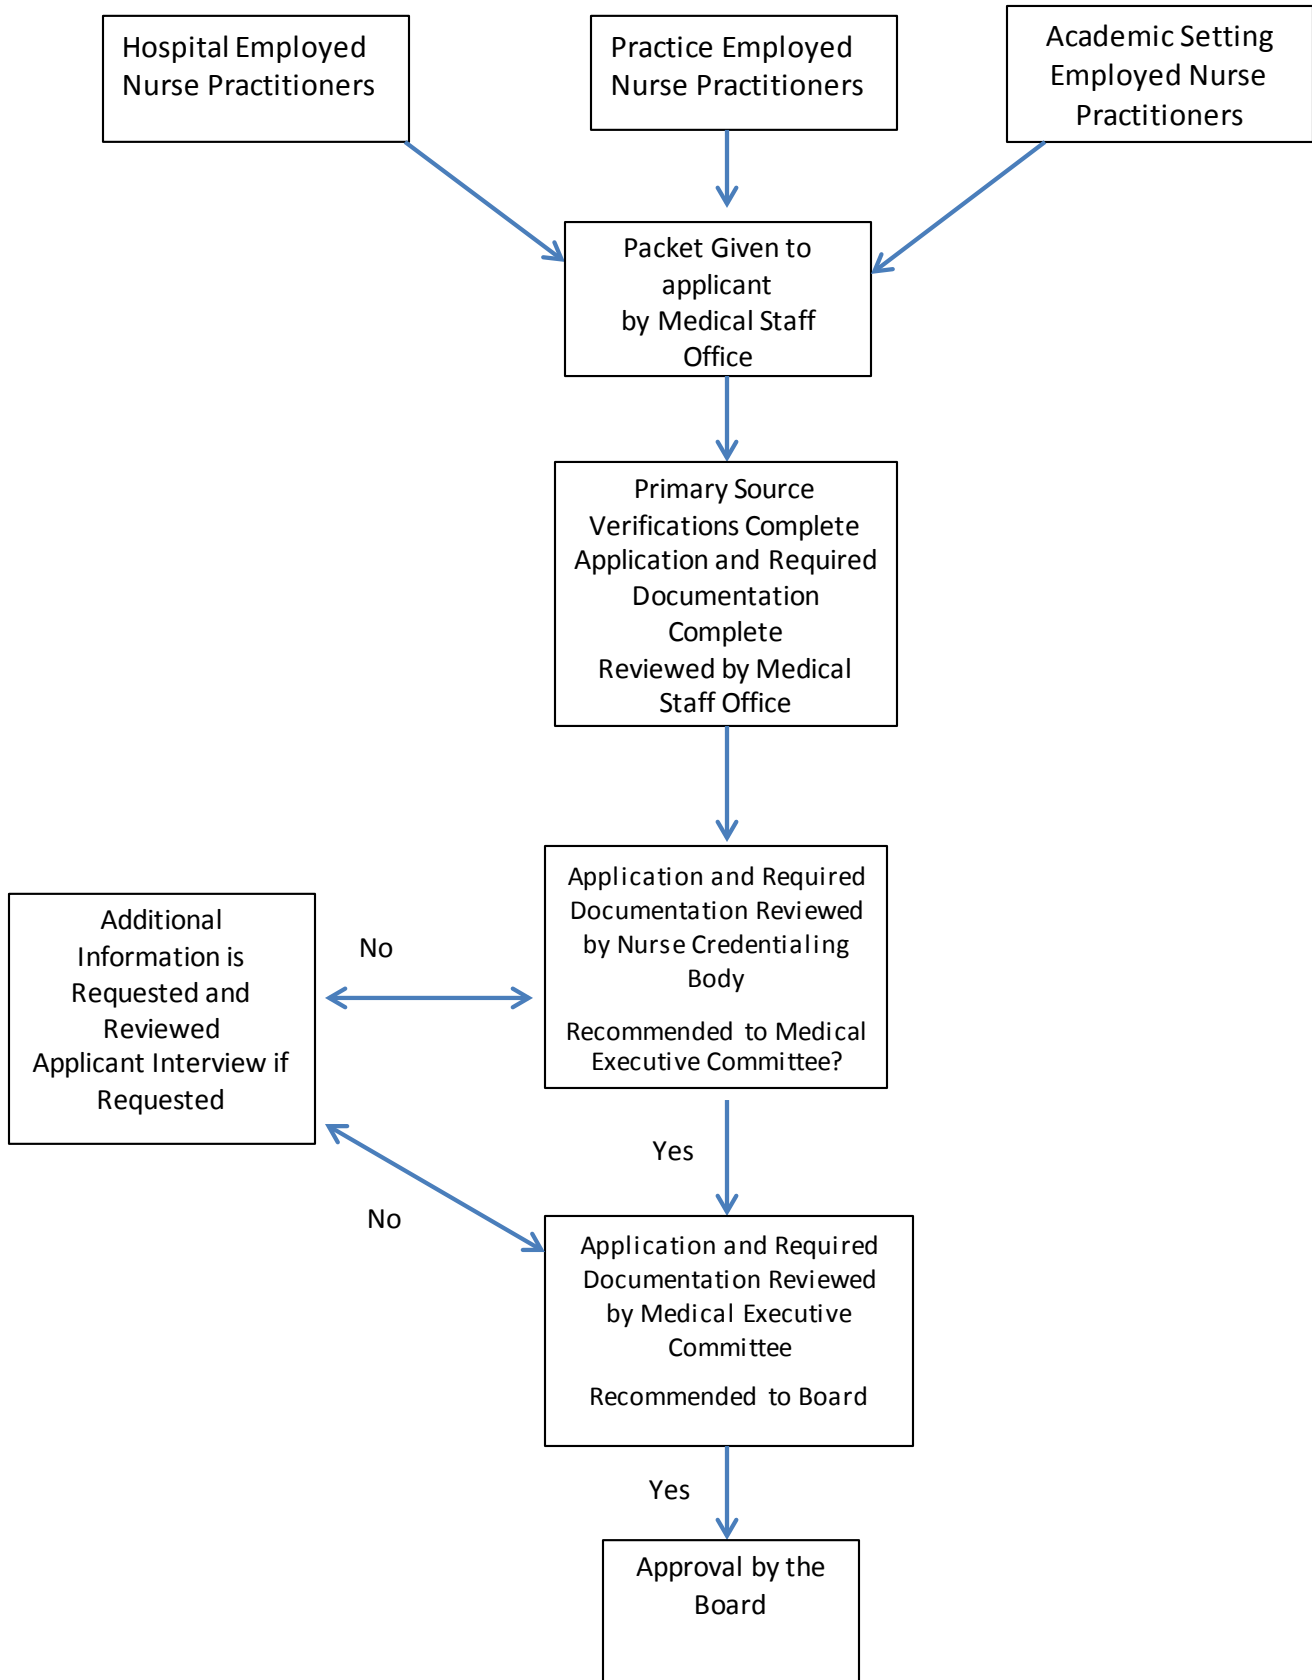 Hospital Employed
Nurse Practitioners
Practice Employed
Nurse Practitioners
Academic Setting
Employed Nurse
Practitioners
Packet Given to
applicant
by Medical Staff
Office
Primary Source
Verifications Complete
Application and Required
Documentation
Complete
Reviewed by Medical
Staff Office
Application and Required
Documentation Reviewed
by Nurse Credentialing
Body
Recommended to Medical
Executive Committee?
No
Additional
Information is
Requested and
Reviewed
Applicant Interview if
Requested
Yes
No
Application and Required
Documentation Reviewed
by Medical Executive
Committee
Recommended to Board
Yes
Approval by the
Board